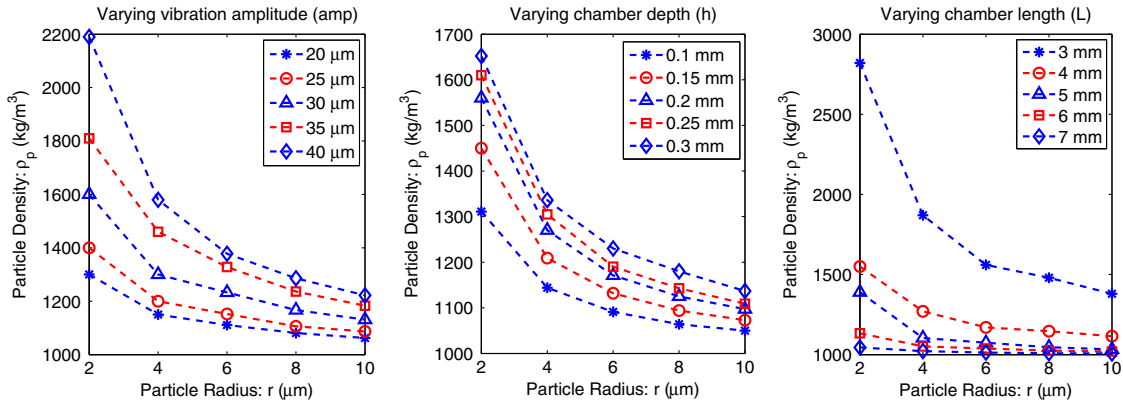 Varying vibration amplitude (amp)
2200
2000
1800
1600
1400
1200
1000
2
4
6
8
10
Particle Density: ρp (kg/m³)
Particle Radius: r (μm)
20 μm
25 μm
30 μm
35 μm
40 μm
Varying chamber depth (h)
1700
1600
1500
1400
1300
1200
1100
1000
2
4
6
8
10
Particle Density: ρp (kg/m³)
Particle Radius: r (μm)
0.1 mm
0.15 mm
0.2 mm
0.25 mm
0.3 mm
Varying chamber length (L)
3000
2500
2000
1500
1000
2
4
6
8
10
Particle Density: ρp (kg/m³)
Particle Radius: r (μm)
3 mm
4 mm
5 mm
6 mm
7 mm